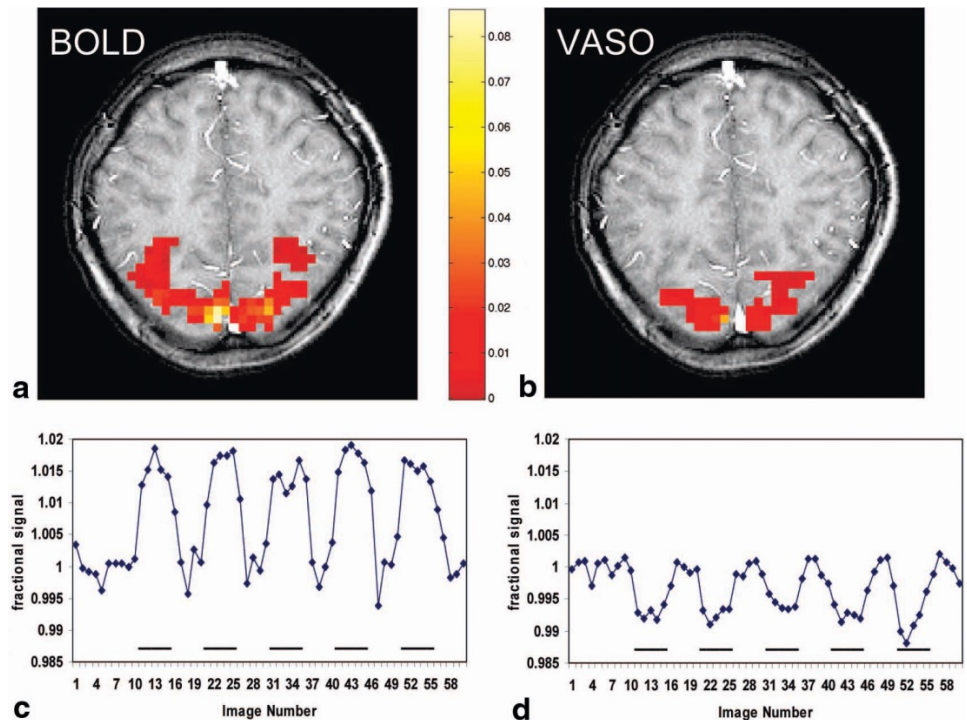 BOLD
VASO
0.08
0.07
0.06
0.05
0.04
0.03
0.02
0.01
0
a
b
1.02
1.015
1.01
1.005
1
0.995
0.99
0.985
fractional signal
1 4 7 10 13 16 19 22 25 28 31 34 37 40 43 46 49 52 55 58
Image Number
c
1.02
1.015
1.01
1.005
1
0.995
0.99
0.985
fractional signal
1 4 7 10 13 16 19 22 25 28 31 34 37 40 43 46 49 52 55 58
Image Number
d